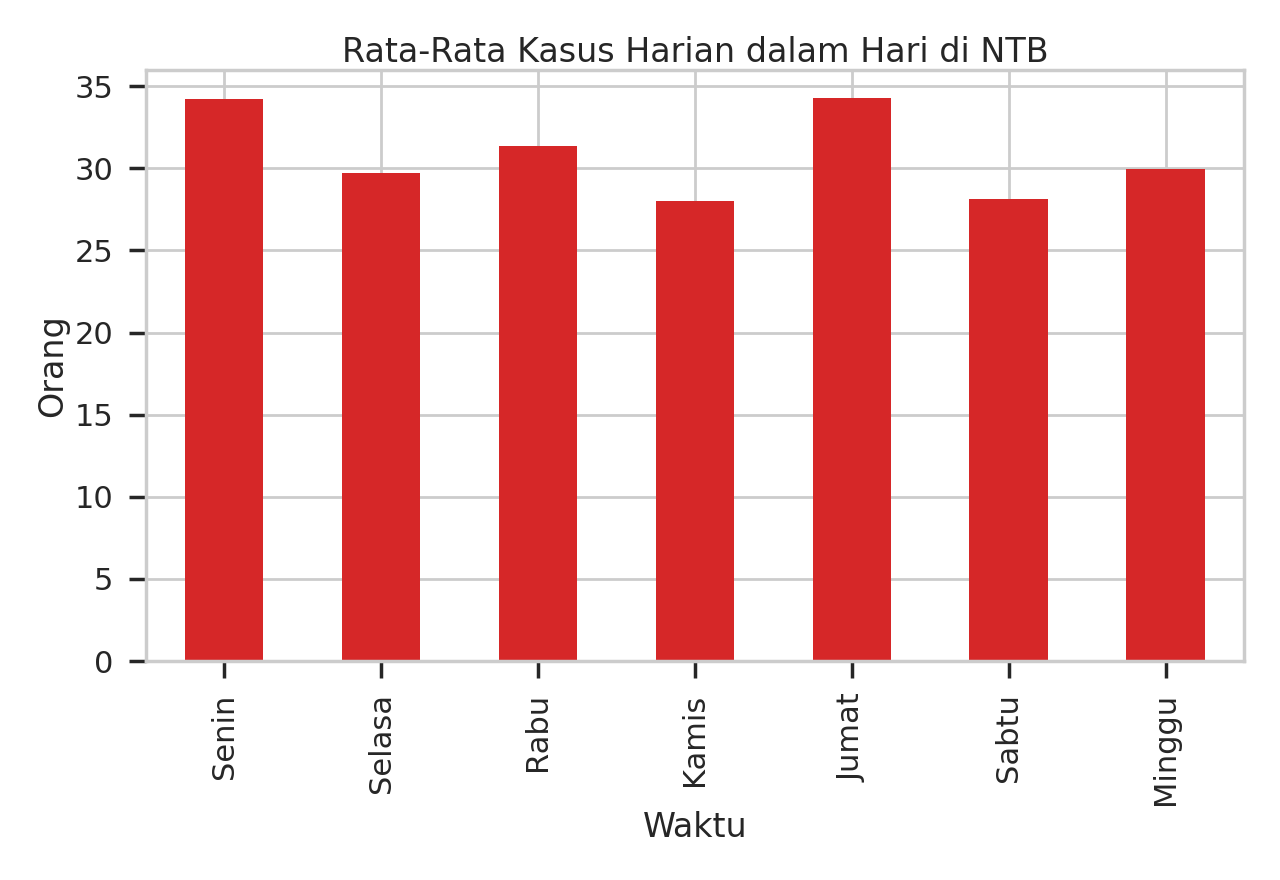 Rata-Rata Kasus Harian dalam Hari di NTB
35
30
25
20
15
10
5
0
Orang
Senin
Selasa
Rabu
Kamis
Jumat
Sabtu
Minggu
Waktu